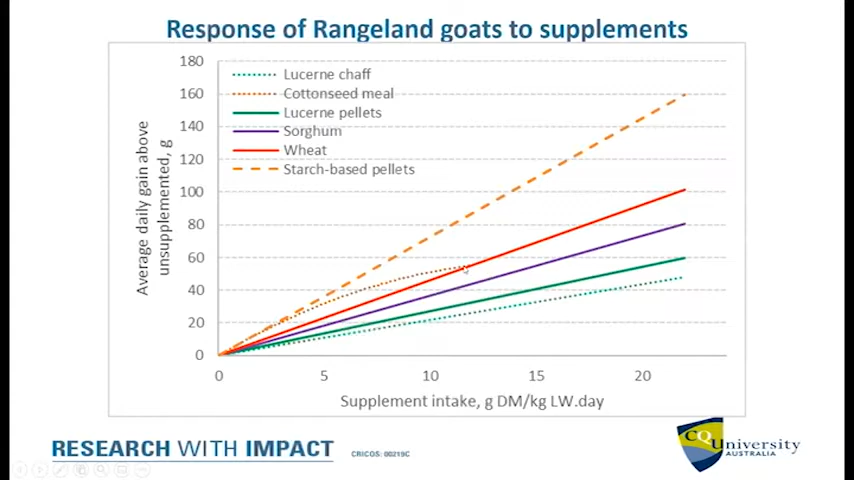 Response of Rangeland goats to supplements
180
160
140
120
100
80
60
40
20
0
Average daily gain above
unsupplemented, g
Lucerne chaff
Cottonseed meal
Lucerne pellets
Sorghum
Wheat
Starch-based pellets
0 5 10 15 20
Supplement intake, g DM/kg LW.day
RESEARCH WITH IMPACT
CRICOS: 00219C
CQUniversity
AUSTRALIA